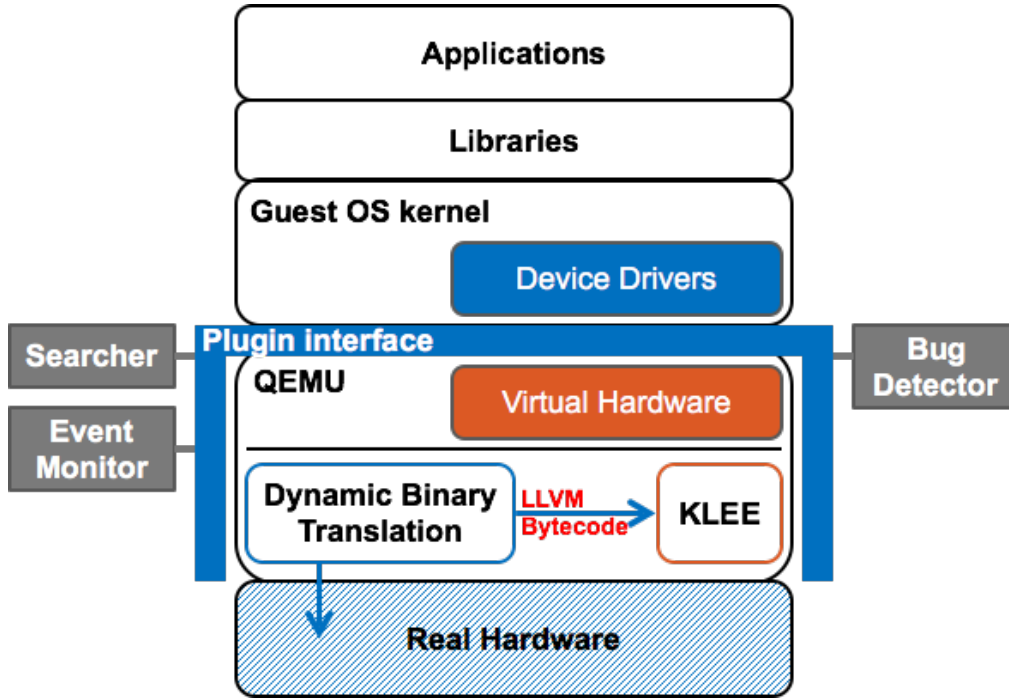 Applications
Libraries
Guest OS kernel
Device Drivers
Plugin interface
Searcher
Bug
Detector
QEMU
Virtual Hardware
Event
Monitor
Dynamic Binary
Translation
LLVM
Bytecode
KLEE
Real Hardware